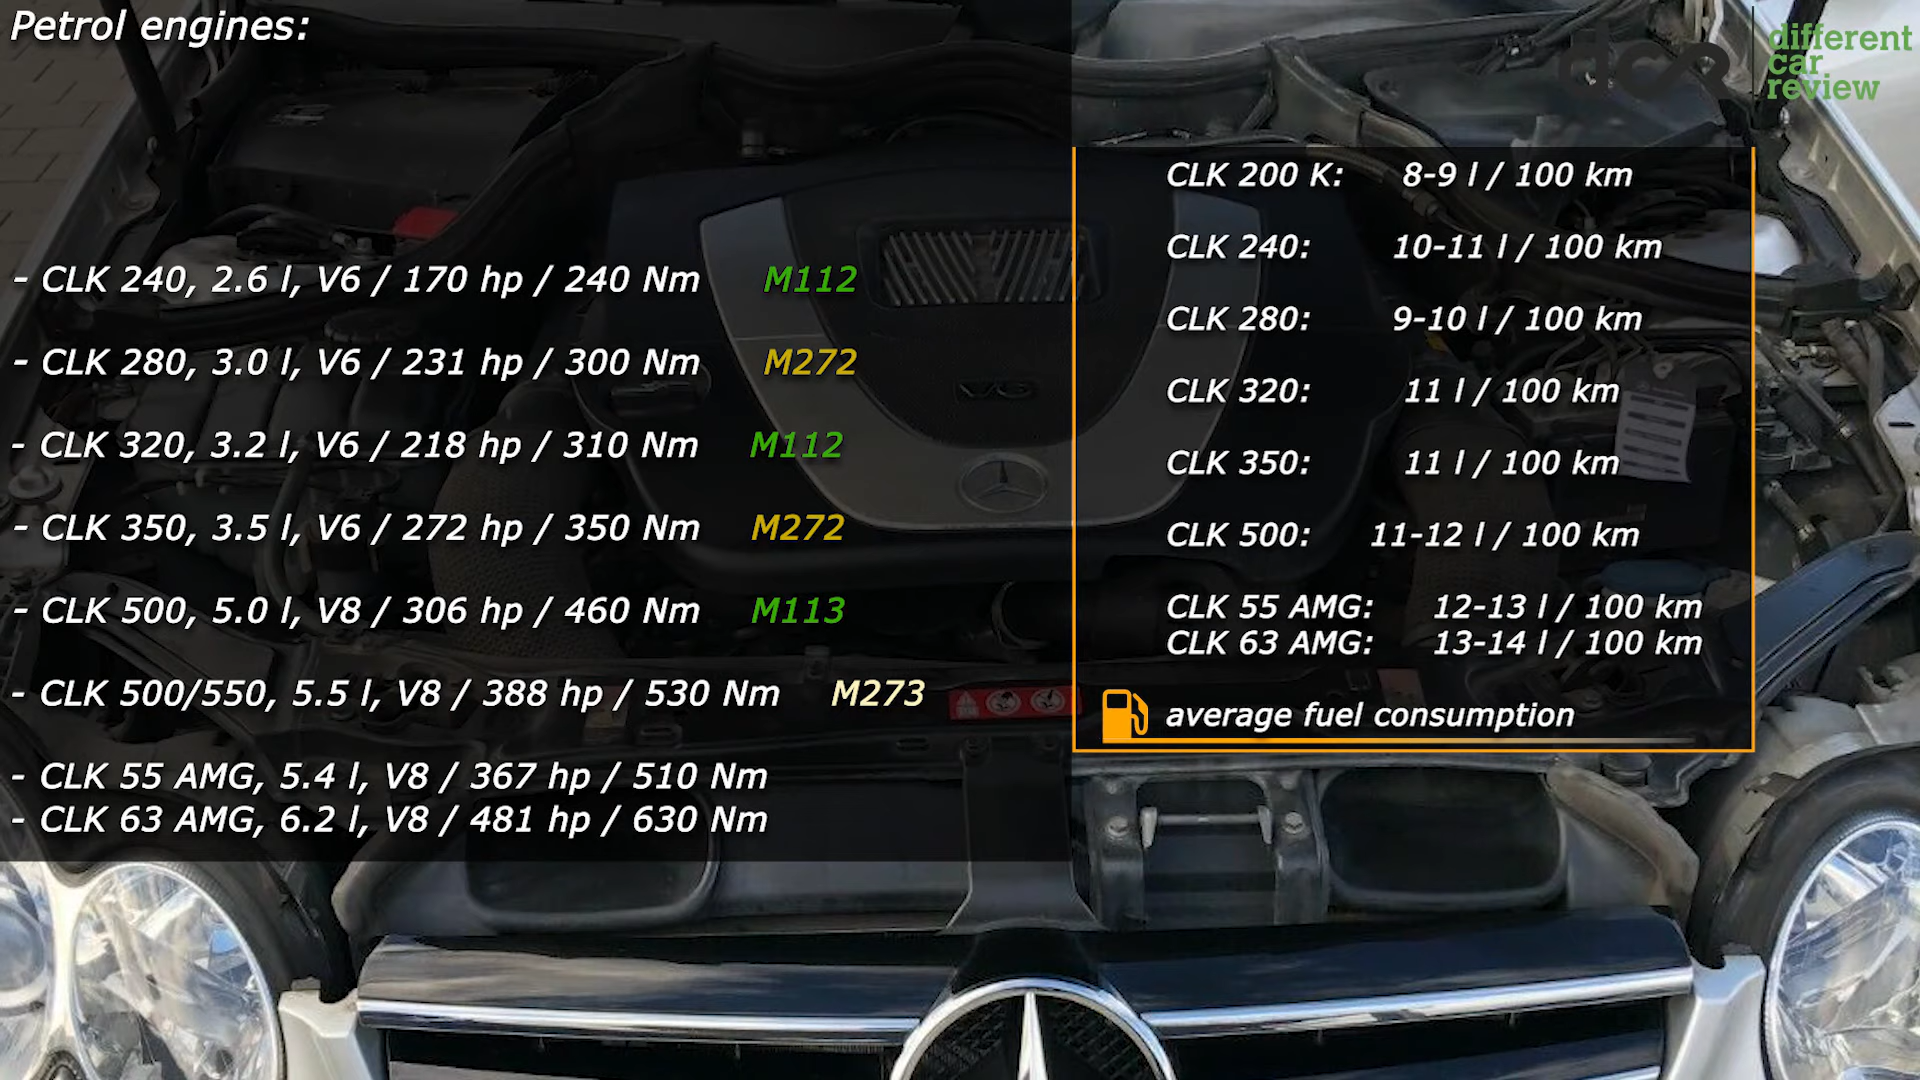 Petrol engines:
- CLK 240, 2.6 l, V6 / 170 hp / 240 Nm M112
- CLK 280, 3.0 l, V6 / 231 hp / 300 Nm M272
- CLK 320, 3.2 l, V6 / 218 hp / 310 Nm M112
- CLK 350, 3.5 l, V6 / 272 hp / 350 Nm M272
- CLK 500, 5.0 l, V8 / 306 hp / 460 Nm M113
- CLK 500/550, 5.5 l, V8 / 388 hp / 530 Nm M273
- CLK 55 AMG, 5.4 l, V8 / 367 hp / 510 Nm
- CLK 63 AMG, 6.2 l, V8 / 481 hp / 630 Nm
dcr
different
car
review
CLK 200 K: 8-9 l / 100 km
CLK 240: 10-11 l / 100 km
CLK 280: 9-10 l / 100 km
CLK 320: 11 l / 100 km
CLK 350: 11 l / 100 km
CLK 500: 11-12 l / 100 km
CLK 55 AMG: 12-13 l / 100 km
CLK 63 AMG: 13-14 l / 100 km
average fuel consumption
V6